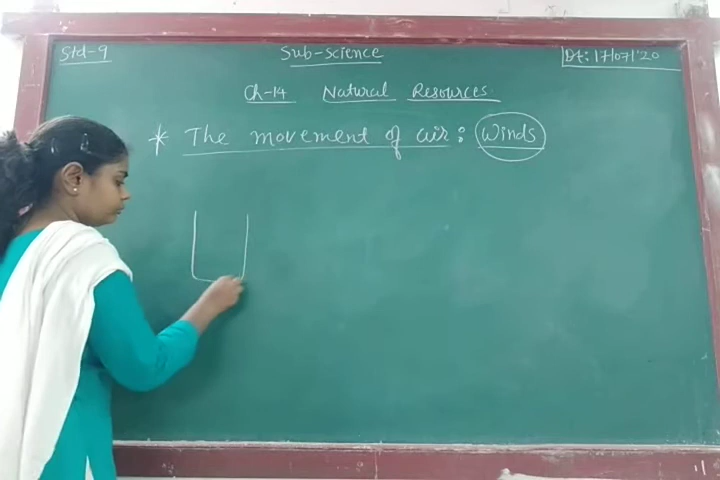 Std-9
Sub-Science
Dt: 17/07/'20
Ch-14 Natural Resources.
* The movement of air : Winds